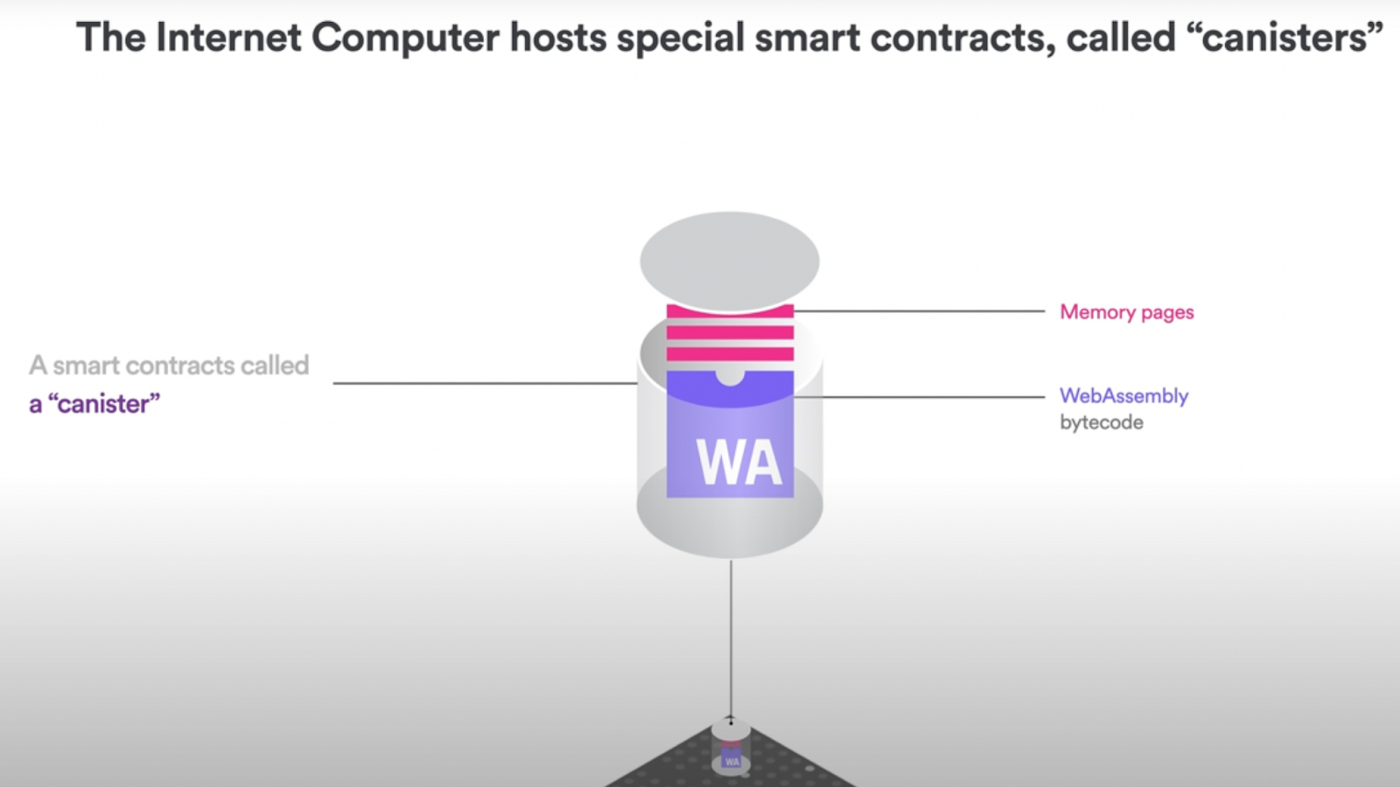 The Internet Computer hosts special smart contracts, called “canisters”
Memory pages
A smart contracts called
a “canister”
WebAssembly
bytecode
WA
WA